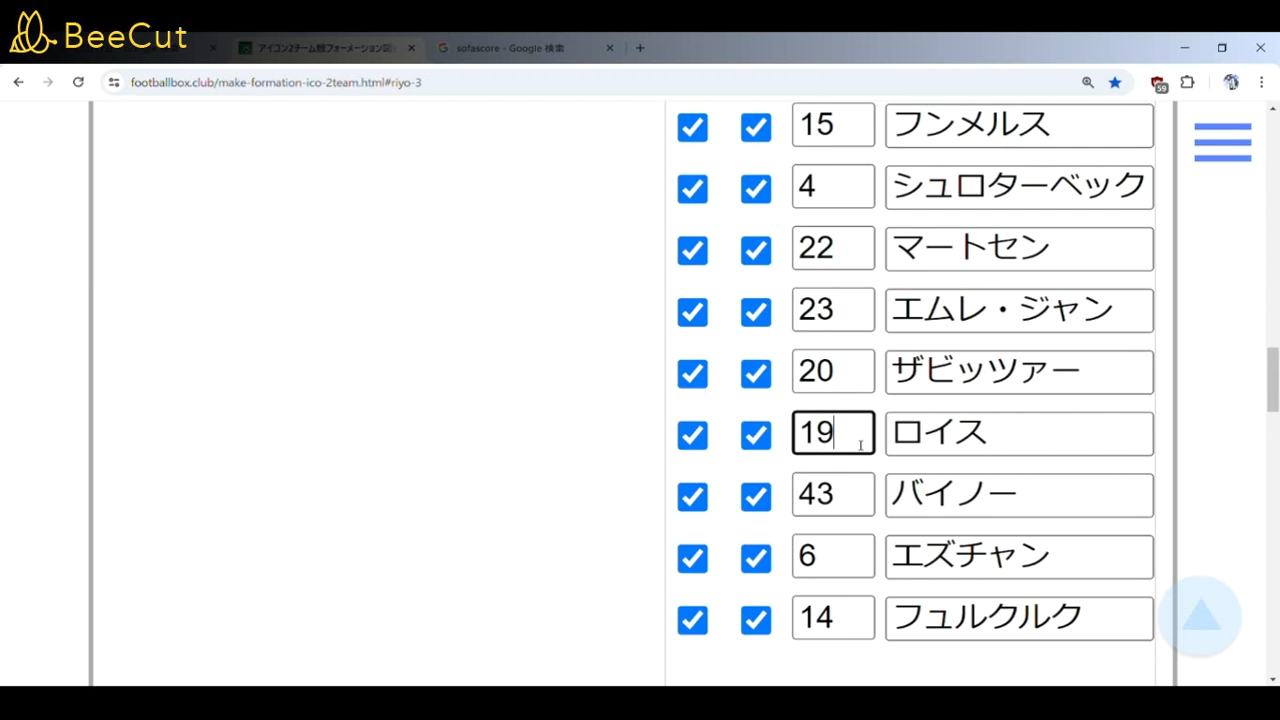 BeeCut
アイコン2チーム版フォーメーション図
sofascore - Google 検索
footballbox.club/make-formation-ico-2team.html#riyo-3
59
15 フンメルス
4 シュロターベック
22 マートセン
23 エムレ・ジャン
20 ザビッツァー
19 ロイス
43 バイノー
6 エズチャン
14 フュルクルク